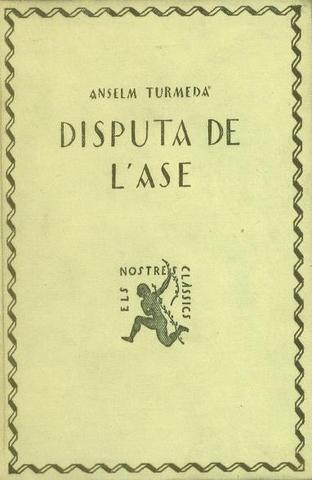 ANSELM TURMEDA
DISPUTA DE
L'ASE
ELS NOSTRES CLÀSSICS